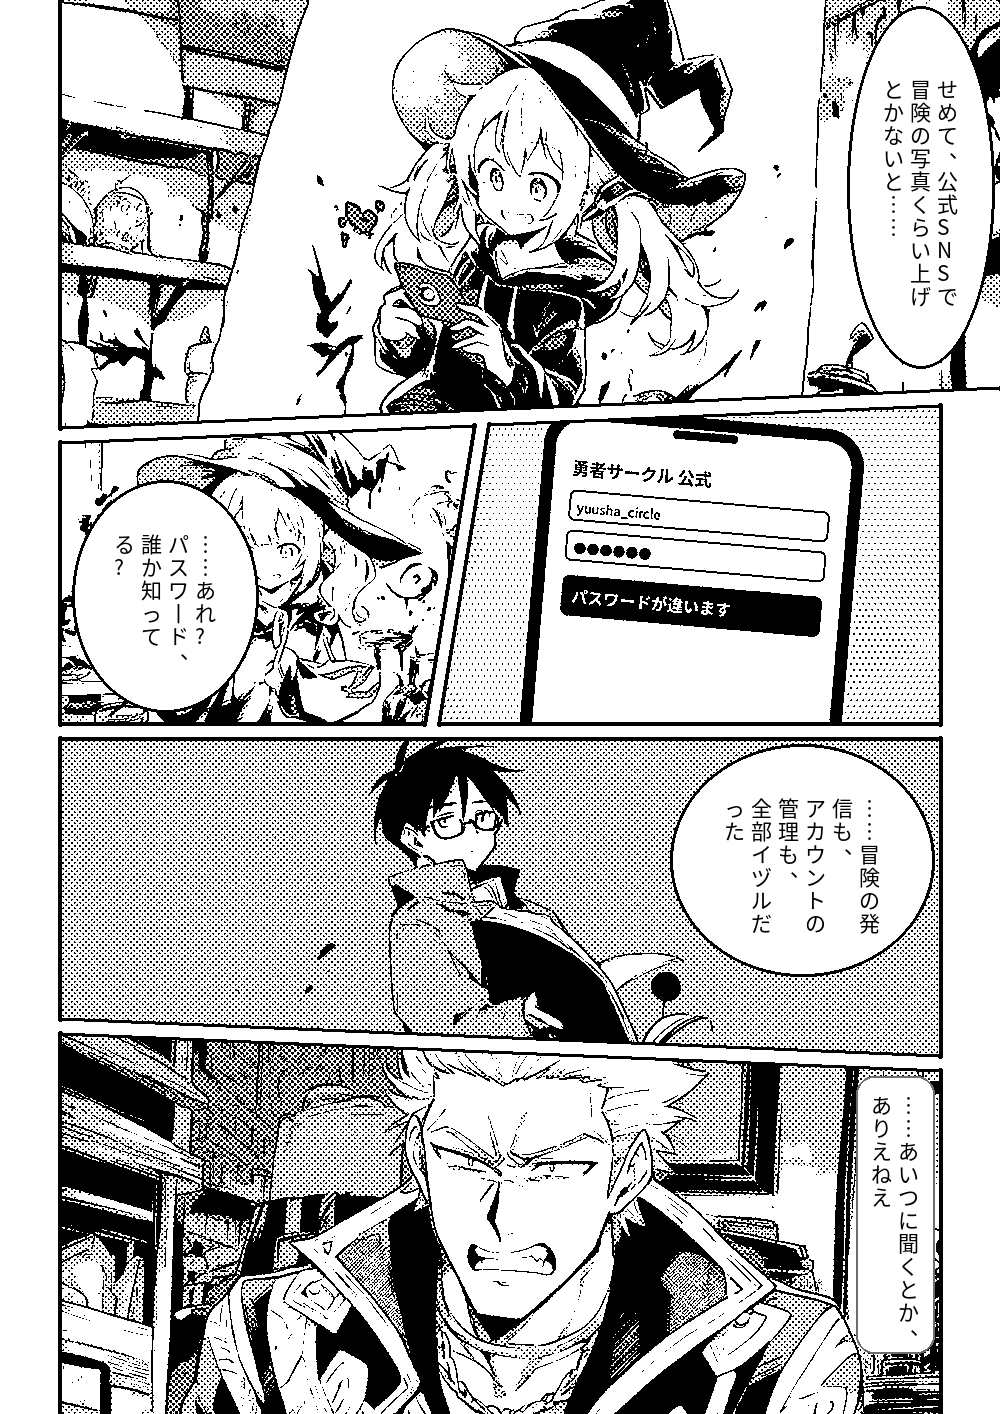 せめて、公式SNSで
冒険の写真くらい上げ
とかないと……
勇者サークル 公式
yuusha_circle
●●●●●●
パスワードが違います
……あれ?
パスワード、
誰か知って
る?
……冒険の発
信も、
アカウントの
管理も、
全部イヅルだ
った
……あいつに聞くとか、
ありえねえ